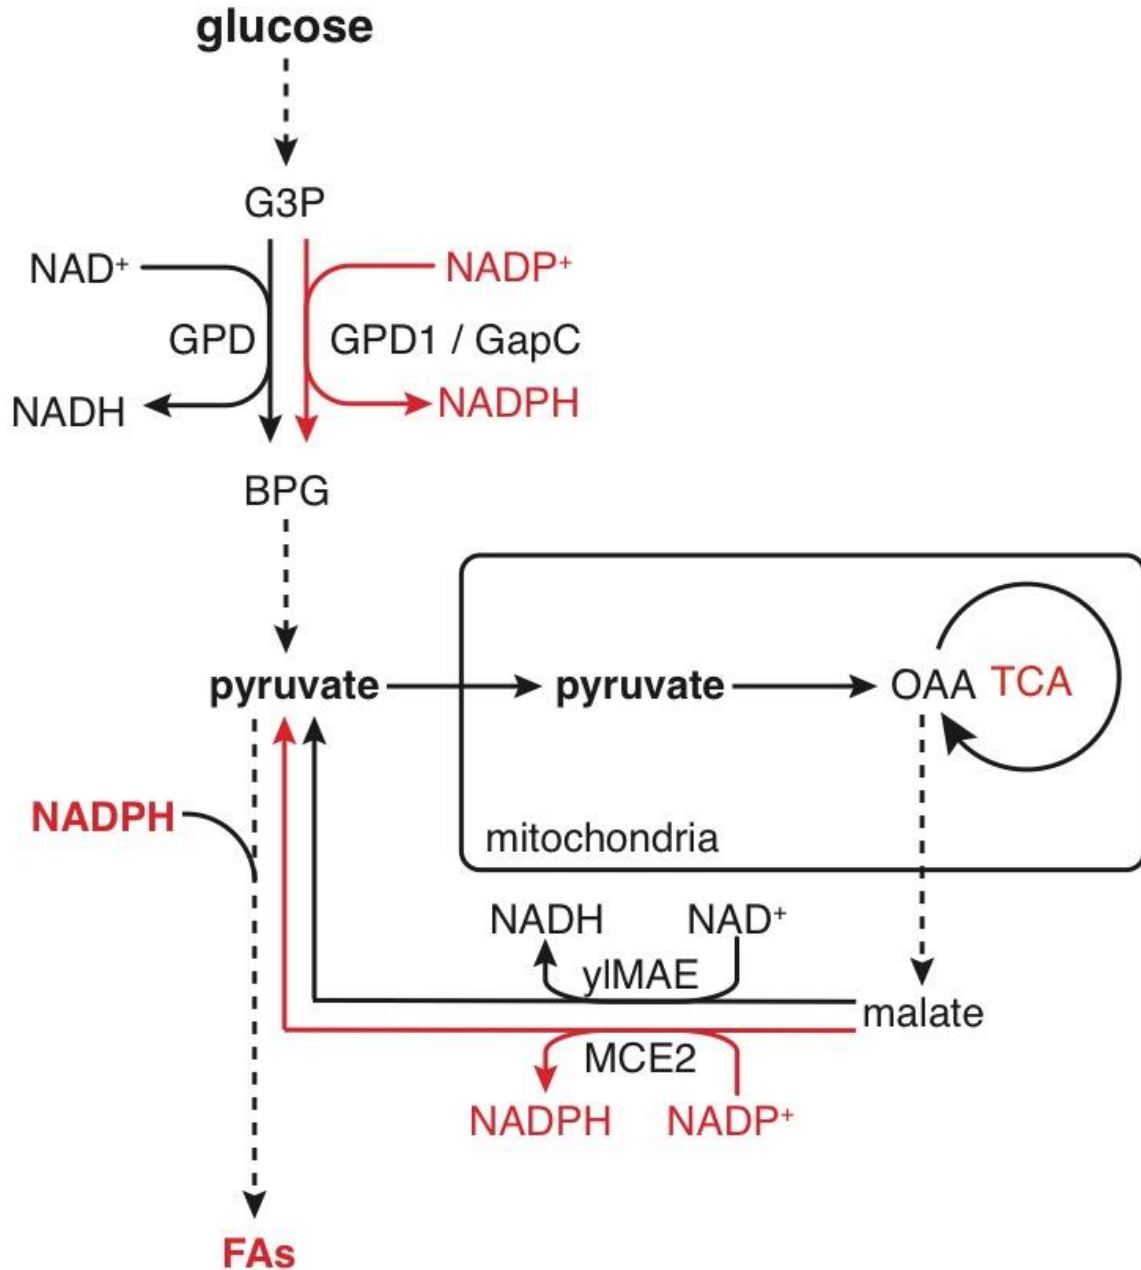 glucose
G3P
NAD⁺
NADP⁺
GPD
GPD1 / GapC
NADH
NADPH
BPG
pyruvate
pyruvate
OAA
TCA
NADPH
mitochondria
NADH
NAD⁺
ylMAE
malate
MCE2
NADPH
NADP⁺
FAs